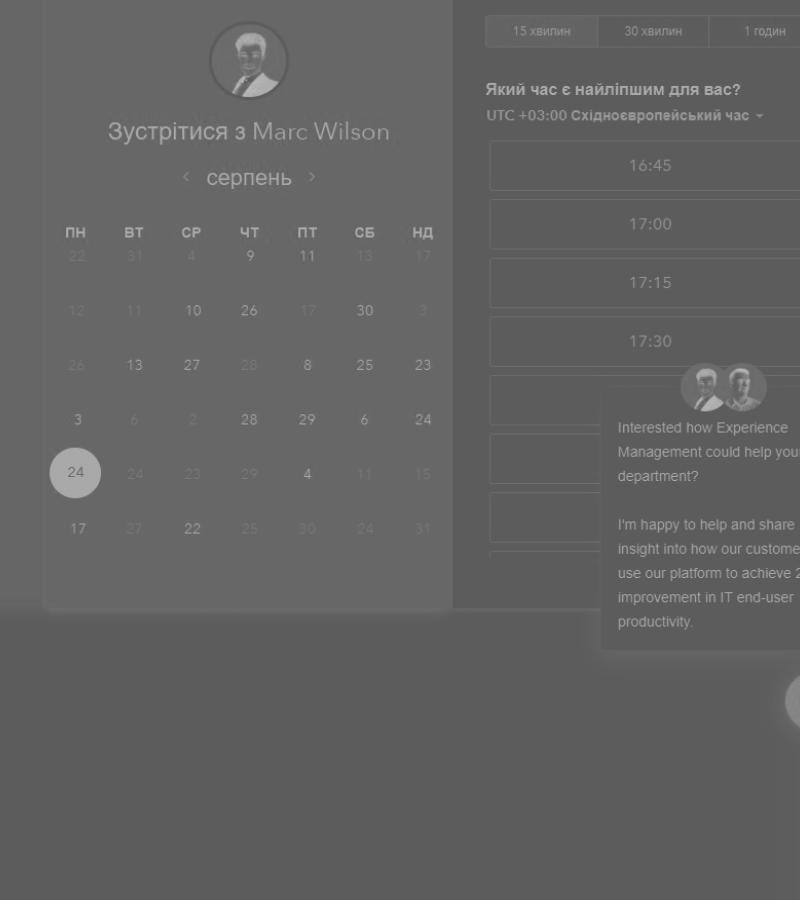 Зустрітися з Marc Wilson
серпень
ПН ВТ СР ЧТ ПТ СБ НД
22 31 4 9 11 13 17
12 11 10 26 17 30 3
26 13 27 28 8 25 23
3 6 2 28 29 6 24
24 24 23 29 4 11 15
17 27 22 25 30 24 31
15 хвилин 30 хвилин 1 годин
Який час є найліпшим для вас?
UTC +03:00 Східноєвропейський час
16:45
17:00
17:15
17:30
Interested how Experience
Management could help your
department?
I'm happy to help and share
insight into how our custome
use our platform to achieve 2
improvement in IT end-user
productivity.